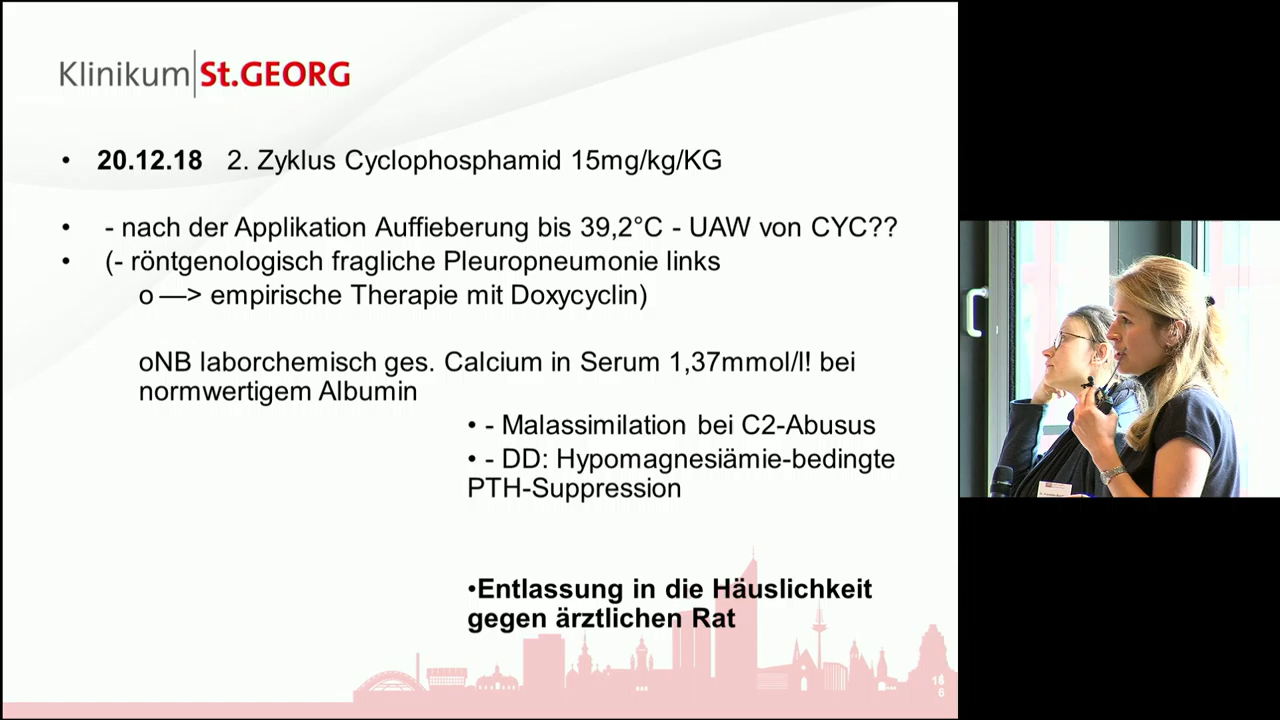 Klinikum St.GEORG
• 20.12.18 2. Zyklus Cyclophosphamid 15mg/kg/KG
• - nach der Applikation Auffieberung bis 39,2°C - UAW von CYC??
• (- röntgenologisch fragliche Pleuropneumonie links
o —> empirische Therapie mit Doxycyclin)
oNB laborchemisch ges. Calcium in Serum 1,37mmol/l! bei
normwertigem Albumin
• - Malassimilation bei C2-Abusus
• - DD: Hypomagnesiämie-bedingte
PTH-Suppression
•Entlassung in die Häuslichkeit
gegen ärztlichen Rat